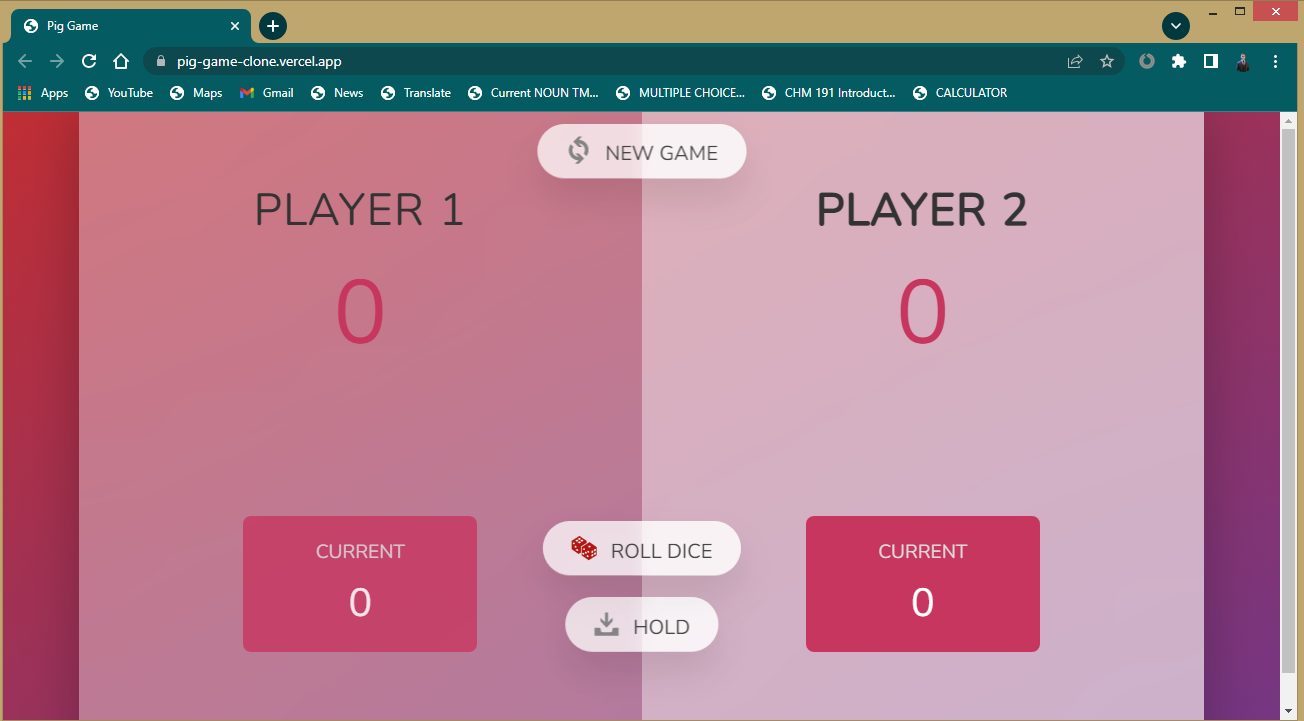 Pig Game
pig-game-clone.vercel.app
Apps YouTube Maps Gmail News Translate Current NOUN TM... MULTIPLE CHOICE... CHM 191 Introduct... CALCULATOR
NEW GAME
PLAYER 1
0
CURRENT
0
PLAYER 2
0
CURRENT
0
ROLL DICE
HOLD